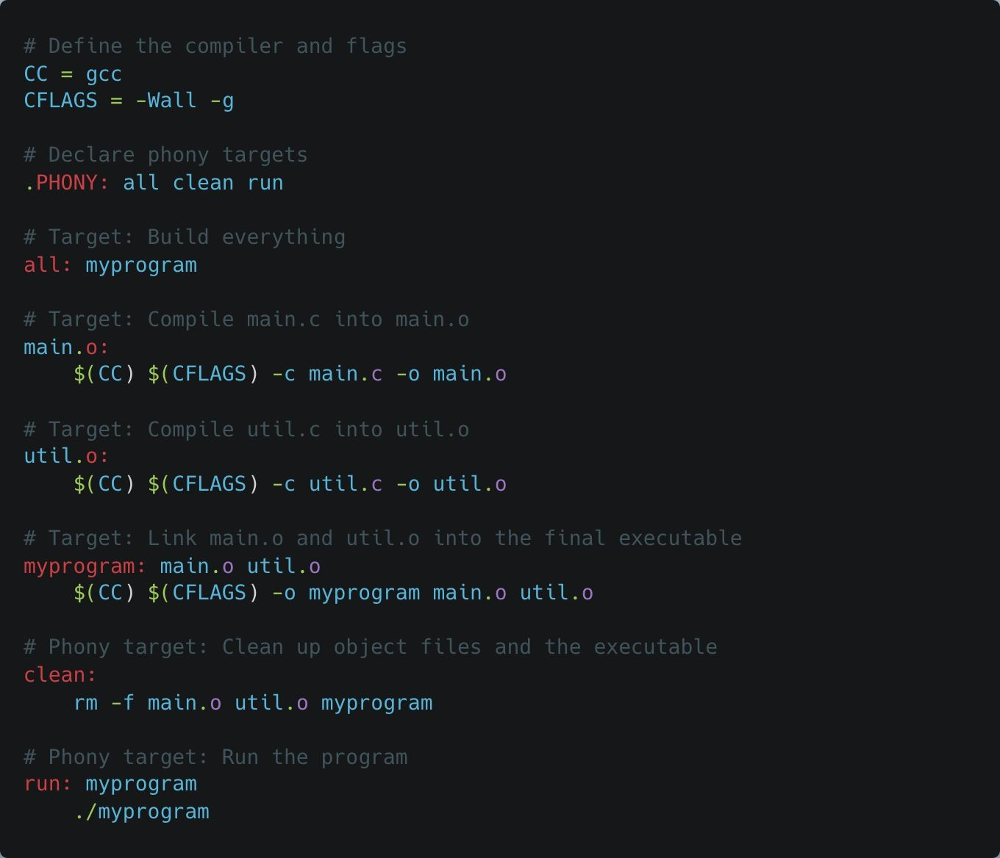 # Define the compiler and flags
CC = gcc
CFLAGS = -Wall -g

# Declare phony targets
.PHONY: all clean run

# Target: Build everything
all: myprogram

# Target: Compile main.c into main.o
main.o:
    $(CC) $(CFLAGS) -c main.c -o main.o

# Target: Compile util.c into util.o
util.o:
    $(CC) $(CFLAGS) -c util.c -o util.o

# Target: Link main.o and util.o into the final executable
myprogram: main.o util.o
    $(CC) $(CFLAGS) -o myprogram main.o util.o

# Phony target: Clean up object files and the executable
clean:
    rm -f main.o util.o myprogram

# Phony target: Run the program
run: myprogram
    ./myprogram